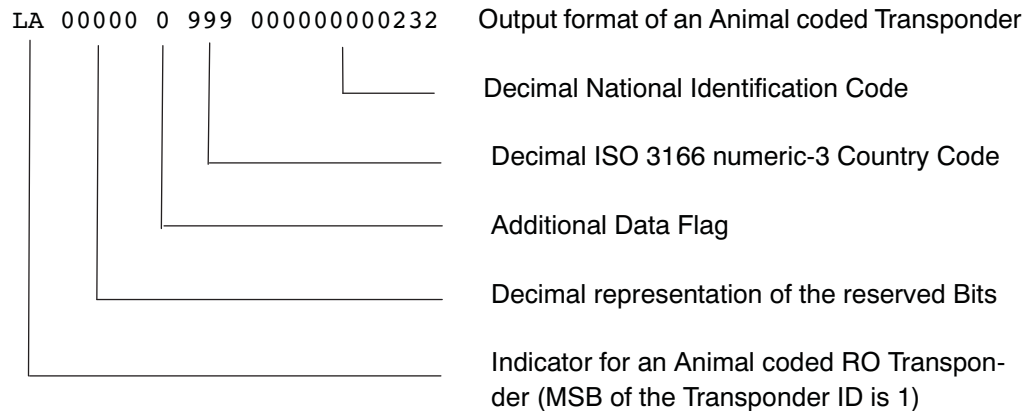 LA 00000 0 999 000000000232 Output format of an Animal coded Transponder
Decimal National Identification Code
Decimal ISO 3166 numeric-3 Country Code
Additional Data Flag
Decimal representation of the reserved Bits
Indicator for an Animal coded RO Transpon-
der (MSB of the Transponder ID is 1)